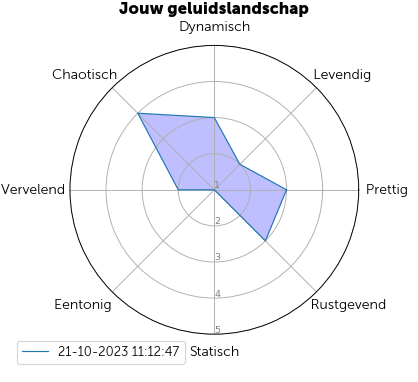 Jouw geluidslandschap
Dynamisch
Chaotisch
Levendig
Vervelend
1
Prettig
2
3
Eentonig
4
Rustgevend
5
21-10-2023 11:12:47
Statisch